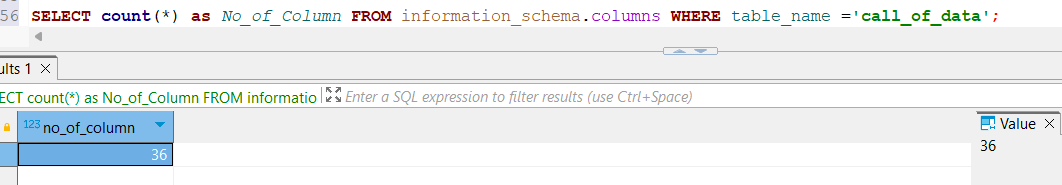 56 SELECT count(*) as No_of_Column FROM information_schema.columns WHERE table_name ='call_of_data';
ults 1
ECT count(*) as No_of_Column FROM informatio Enter a SQL expression to filter results (use Ctrl+Space)
123 no_of_column
Value
36
36